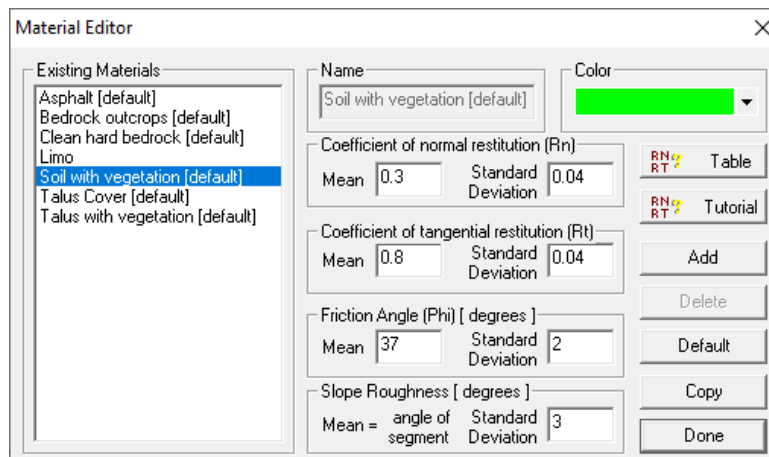 Material Editor
Existing Materials
Asphalt [default]
Bedrock outcrops [default]
Clean hard bedrock [default]
Limo
Soil with vegetation [default]
Talus Cover [default]
Talus with vegetation [default]
Name
Soil with vegetation [default]
Color
Coefficient of normal restitution (Rn)
Mean 0.3 Standard Deviation 0.04
Coefficient of tangential restitution (Rt)
Mean 0.8 Standard Deviation 0.04
Friction Angle (Phi) [ degrees ]
Mean 37 Standard Deviation 2
Slope Roughness [ degrees ]
Mean = angle of segment Standard Deviation 3
RN RT ? Table
RN RT ? Tutorial
Add
Delete
Default
Copy
Done